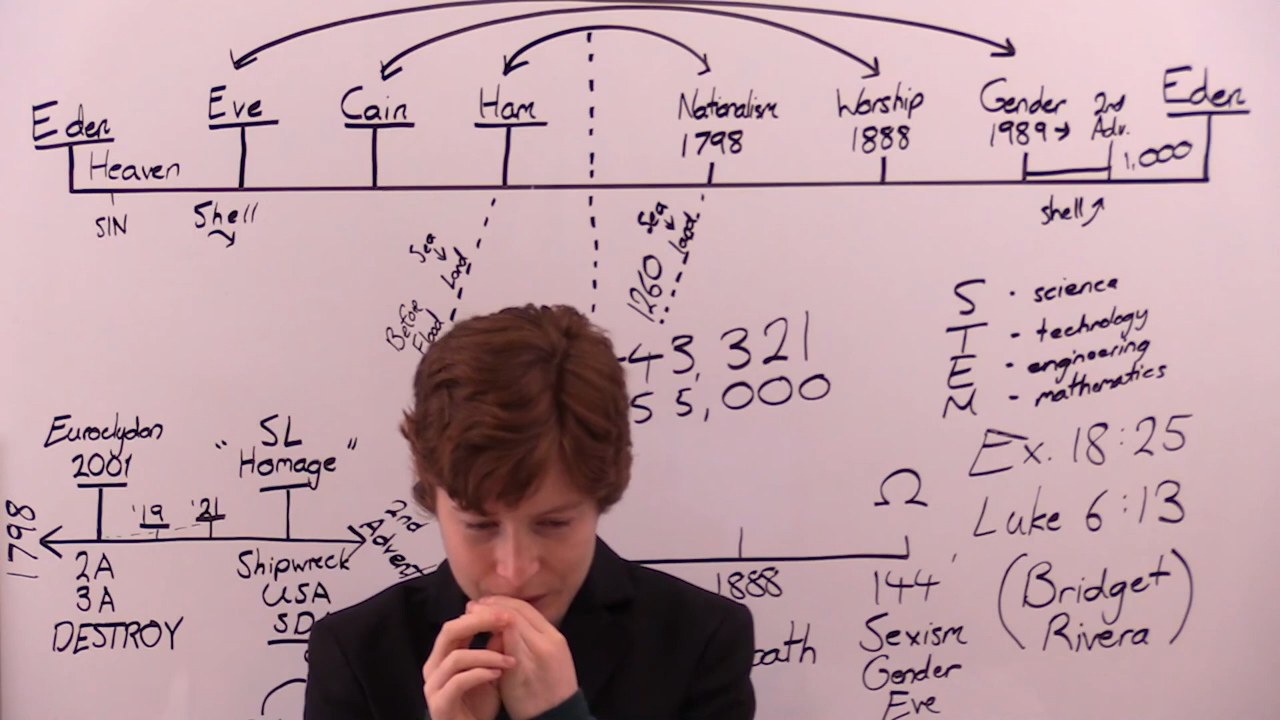 Eden
Heaven
SIN
Eve
Shell
Cain
Ham
Nationalism
1798
Worship
1888
Gender
1989
2nd
Adv.
1,000
Eden
shell
Sea
Land
Before
Flood
Sea
Land
1260
43,321
55,000
S - science
T - technology
E - engineering
M - mathematics
Ex. 18:25
Luke 6:13
(Bridget
Rivera)
Euroclydon
2001
'19
'21
"SL
Homage"
1798
2nd
Advent
2A
3A
DESTROY
Shipwreck
USA
1888
Ω
144
Sexism
Gender
Eve